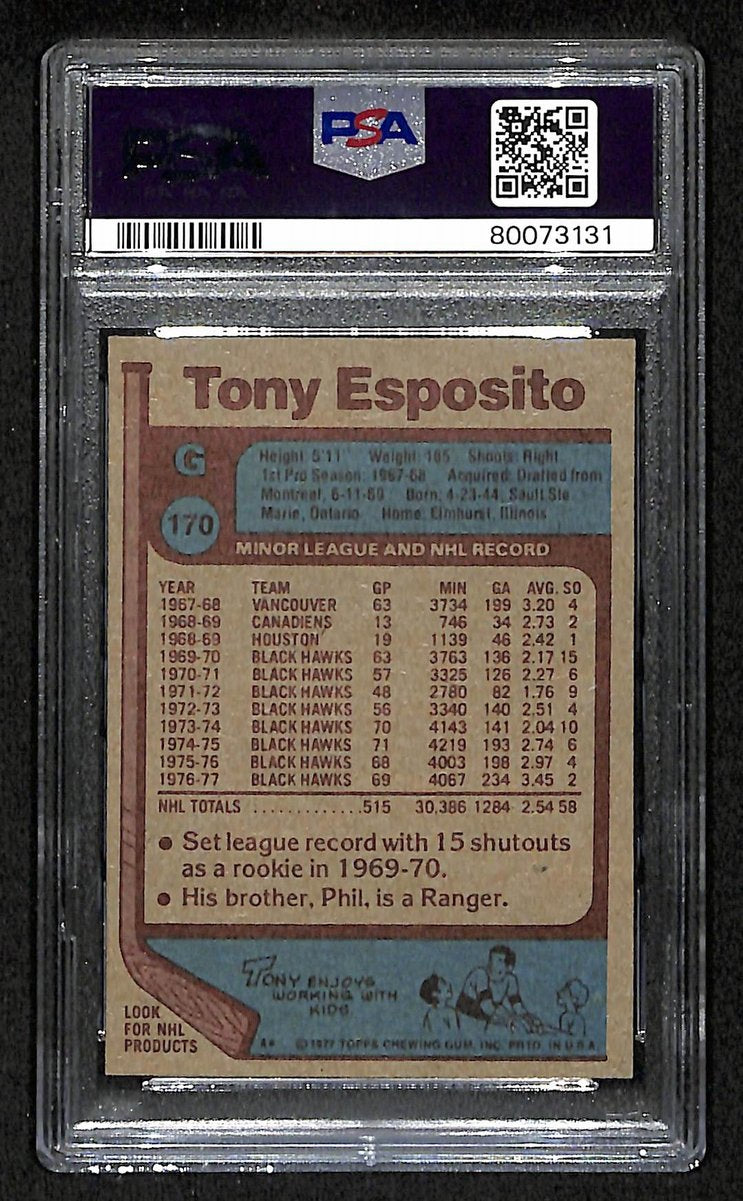 PSA
80073131
Tony Esposito
G
Height: 5'11" Weight: 185 Shoots: Right
1st Pro Season: 1967-68 Acquired: Drafted from
Montreal, 6-11-69 Born: 4-23-44, Sault Ste.
Marie, Ontario Home: Elmhurst, Illinois
170
MINOR LEAGUE AND NHL RECORD
YEAR TEAM GP MIN GA AVG. SO
1967-68 VANCOUVER 63 3734 199 3.20 4
1968-69 CANADIENS 13 746 34 2.73 2
1968-69 HOUSTON 19 1139 46 2.42 1
1969-70 BLACK HAWKS 63 3763 136 2.17 15
1970-71 BLACK HAWKS 57 3325 126 2.27 6
1971-72 BLACK HAWKS 48 2780 82 1.76 9
1972-73 BLACK HAWKS 56 3340 140 2.51 4
1973-74 BLACK HAWKS 70 4143 141 2.04 10
1974-75 BLACK HAWKS 71 4219 193 2.74 6
1975-76 BLACK HAWKS 68 4003 198 2.97 4
1976-77 BLACK HAWKS 69 4067 234 3.45 2
NHL TOTALS .............515 30,386 1284 2.54 58
• Set league record with 15 shutouts
as a rookie in 1969-70.
• His brother, Phil, is a Ranger.
TONY ENJOYS
WORKING WITH
KIDS
LOOK
FOR NHL
PRODUCTS
© 1977 TOPPS CHEWING GUM, INC. PRTD. IN U.S.A.